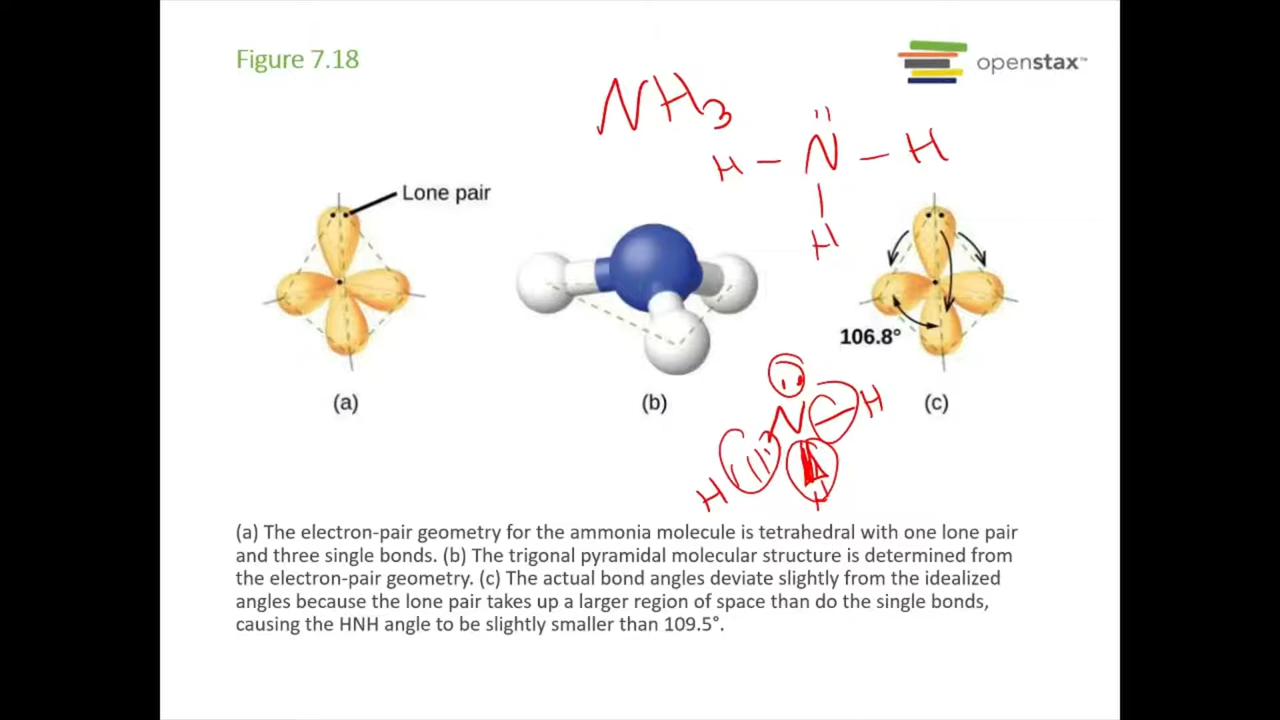 Figure 7.18
openstax™
NH3
H – N – H
H
Lone pair
106.8°
N
H
H
H
(a)
(b)
(c)
(a) The electron-pair geometry for the ammonia molecule is tetrahedral with one lone pair
and three single bonds. (b) The trigonal pyramidal molecular structure is determined from
the electron-pair geometry. (c) The actual bond angles deviate slightly from the idealized
angles because the lone pair takes up a larger region of space than do the single bonds,
causing the HNH angle to be slightly smaller than 109.5°.